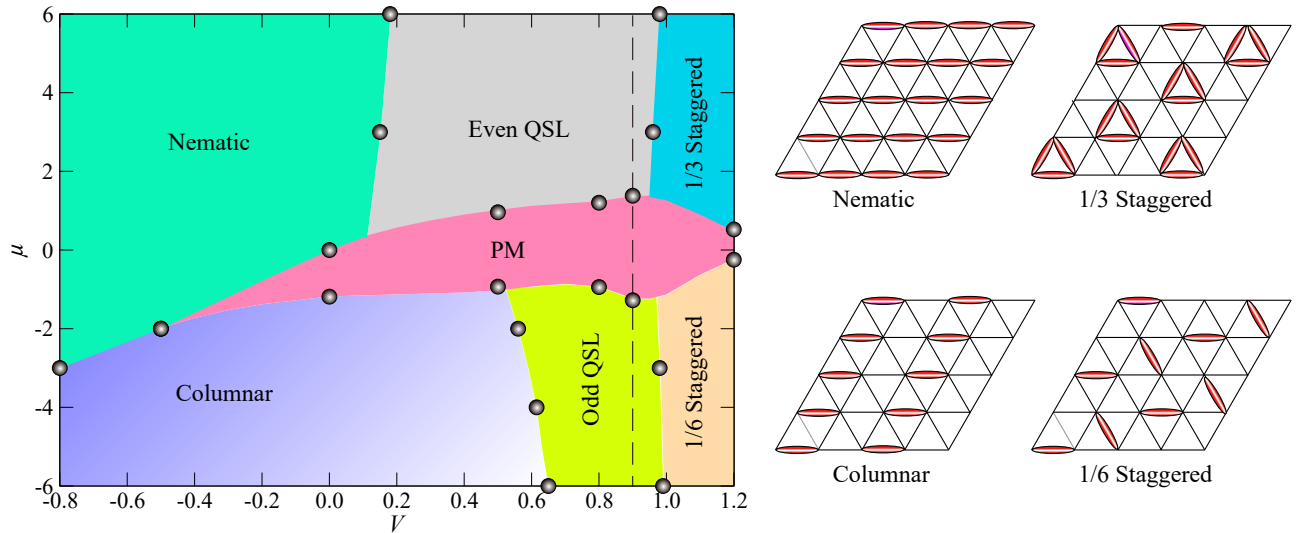 6
4
2
0
-2
-4
-6
μ
Nematic
Even QSL
1/3 Staggered
PM
Columnar
Odd QSL
1/6 Staggered
-0.8 -0.6 -0.4 -0.2 0.0 0.2 0.4 0.6 0.8 1.0 1.2
V
Nematic
1/3 Staggered
Columnar
1/6 Staggered